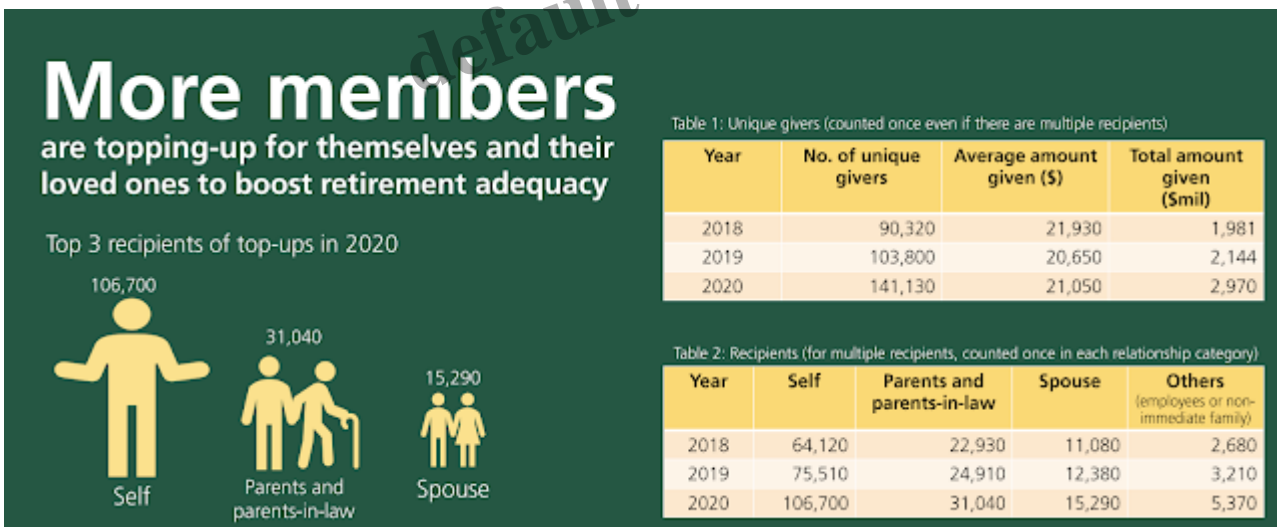 default
More members
are topping-up for themselves and their
loved ones to boost retirement adequacy
Top 3 recipients of top-ups in 2020
106,700
31,040
15,290
Self
Parents and
parents-in-law
Spouse
Table 1: Unique givers (counted once even if there are multiple recipients)
Year No. of unique givers Average amount given ($) Total amount given ($mil)
2018 90,320 21,930 1,981
2019 103,800 20,650 2,144
2020 141,130 21,050 2,970
Table 2: Recipients (for multiple recipients, counted once in each relationship category)
Year Self Parents and parents-in-law Spouse Others (employees or non-immediate family)
2018 64,120 22,930 11,080 2,680
2019 75,510 24,910 12,380 3,210
2020 106,700 31,040 15,290 5,370